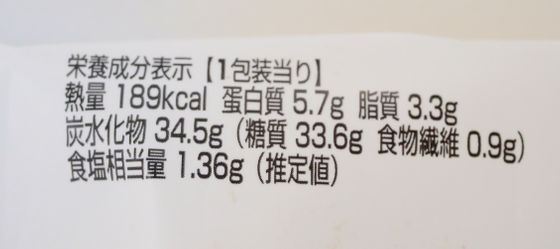 栄養成分表示【1包装当り】
熱量 189kcal 蛋白質 5.7g 脂質 3.3g
炭水化物 34.5g（糖質 33.6g 食物繊維 0.9g）
食塩相当量 1.36g（推定値）